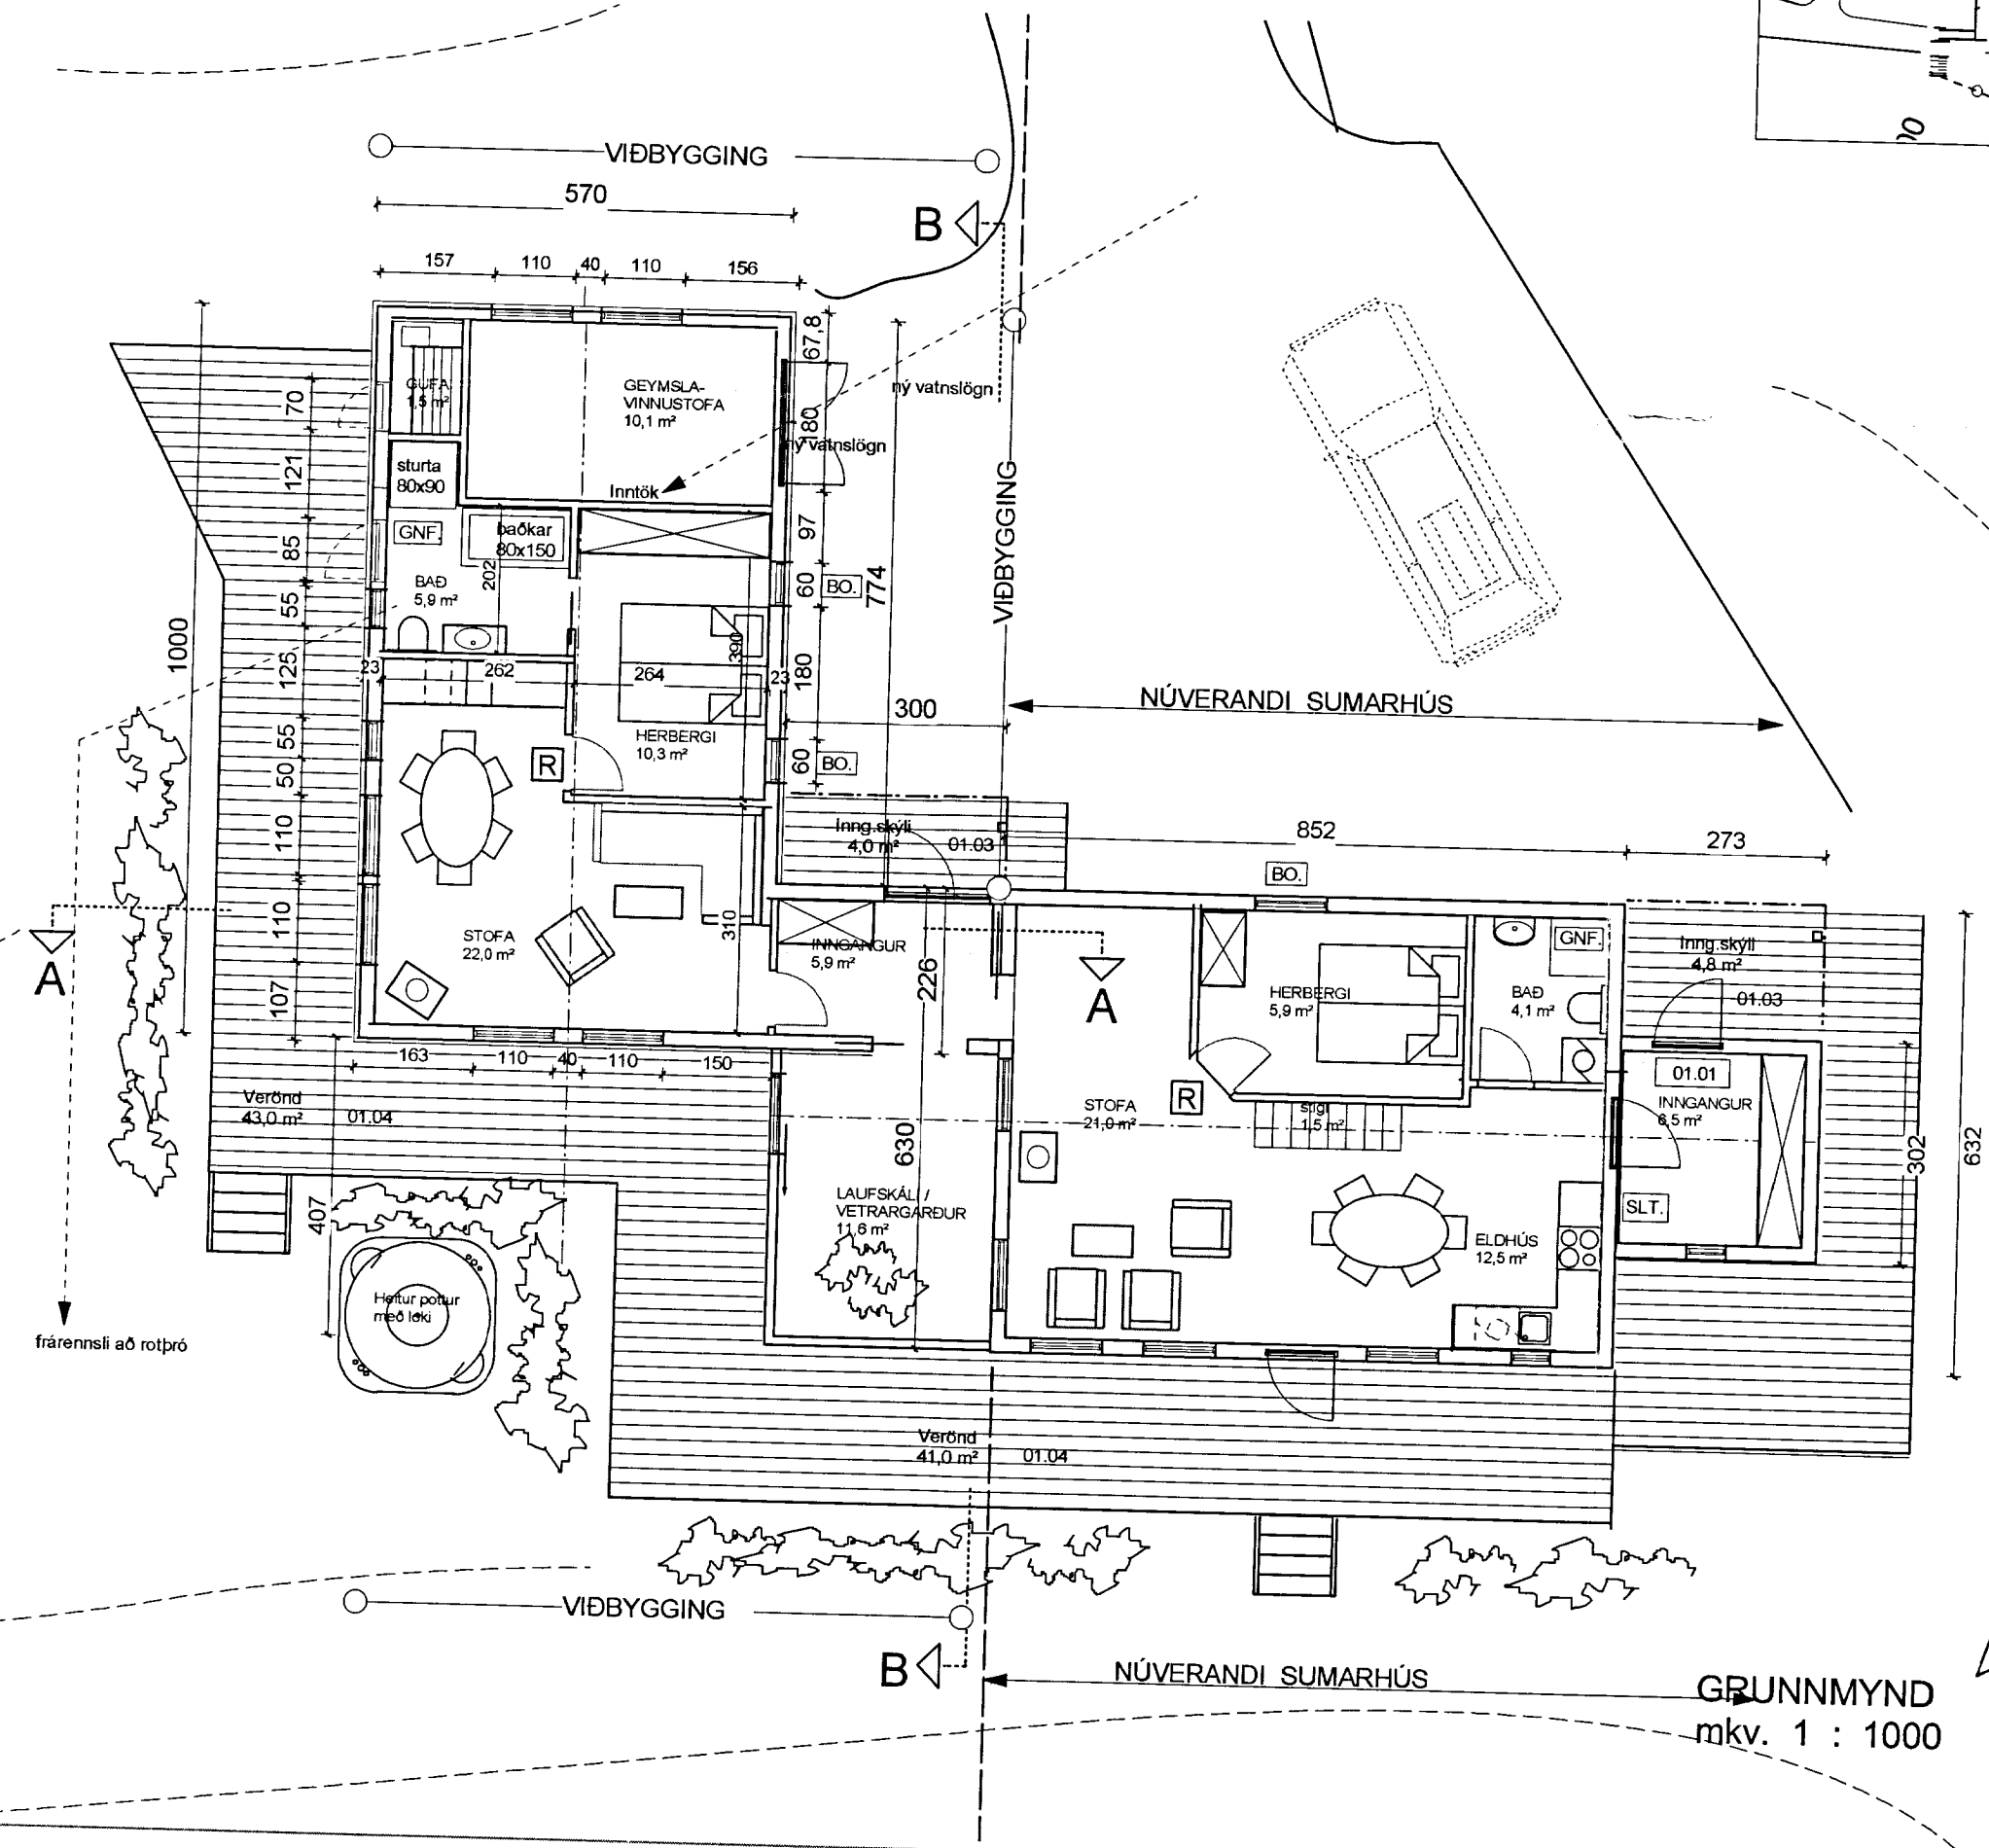 VIÐBYGGING
570
B
157
110
40
110
156
67,8
GUFA
1,5 m²
GEYMSLA-
VINNUSTOFA
10,1 m²
ný vatnslögn
180
ný vatnslögn
70
121
sturta
80x90
Inntök
VIÐBYGGING
GNF.
baðkar
80x150
97
85
202
BAÐ
5,9 m²
60
BO.
774
55
1000
125
23
262
264
390
23
180
NÚVERANDI SUMARHÚS
300
55
HERBERGI
10,3 m²
R
60
BO.
50
110
Inng.skýli
4,0 m²
01.03
852
273
BO.
110
310
STOFA
22,0 m²
INNGANGUR
5,9 m²
226
A
A
GNF.
Inng.skýli
4,8 m²
01.03
HERBERGI
5,9 m²
BAÐ
4,1 m²
107
163
110
40
110
150
01.01
INNGANGUR
6,5 m²
Verönd
43,0 m²
01.04
STOFA
21,0 m²
R
stigi
1,5 m²
630
302
632
407
LAUFSKÁLI /
VETRARGARÐUR
11,6 m²
SLT.
ELDHÚS
12,5 m²
Heitur pottur
með loki
frárennsli að rotþró
Verönd
41,0 m²
01.04
VIÐBYGGING
B
NÚVERANDI SUMARHÚS
GRUNNMYND
mkv. 1 : 1000